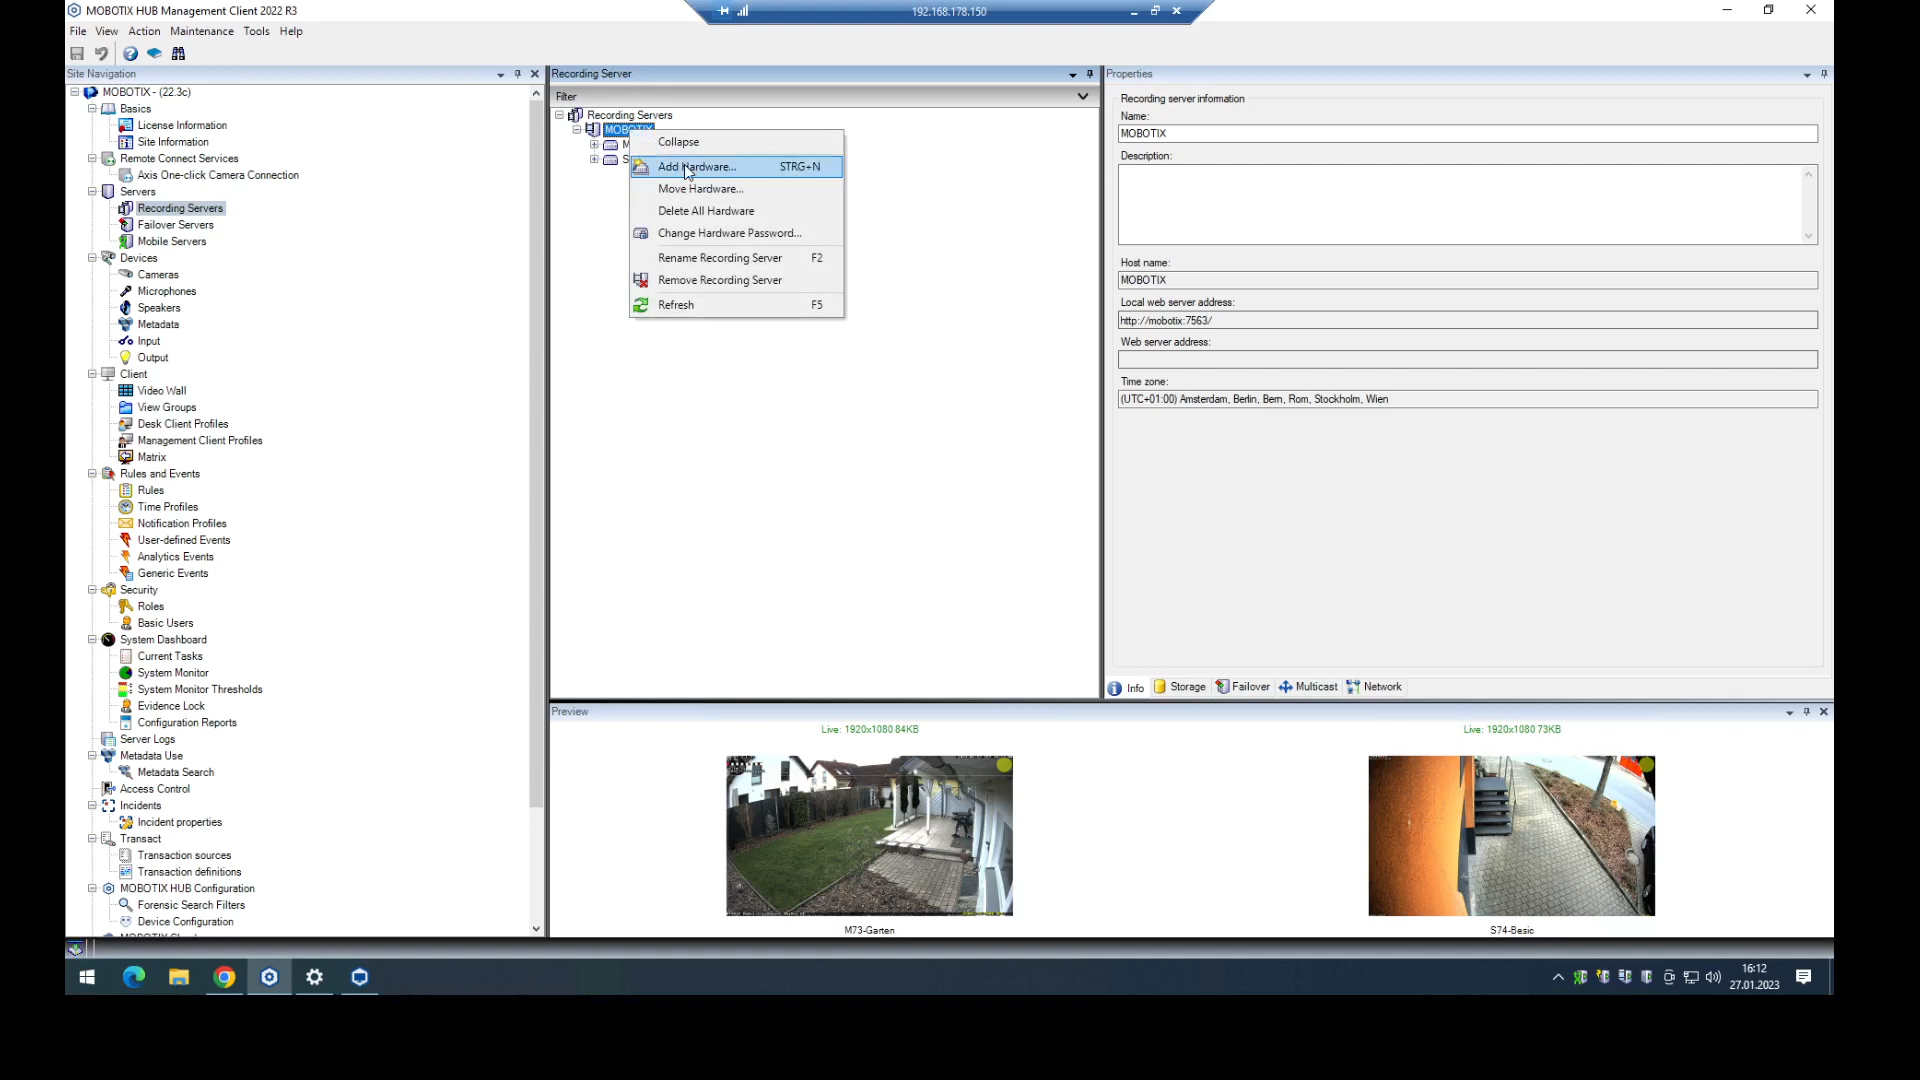 MOBOTIX HUB Management Client 2022 R3
192.168.178.150
File View Action Maintenance Tools Help
Site Navigation
MOBOTIX - (22.3c)
Basics
License Information
Site Information
Remote Connect Services
Axis One-click Camera Connection
Servers
Recording Servers
Failover Servers
Mobile Servers
Devices
Cameras
Microphones
Speakers
Metadata
Input
Output
Client
Video Wall
View Groups
Desk Client Profiles
Management Client Profiles
Matrix
Rules and Events
Rules
Time Profiles
Notification Profiles
User-defined Events
Analytics Events
Generic Events
Security
Roles
Basic Users
System Dashboard
Current Tasks
System Monitor
System Monitor Thresholds
Evidence Lock
Configuration Reports
Server Logs
Metadata Use
Metadata Search
Access Control
Incidents
Incident properties
Transact
Transaction sources
Transaction definitions
MOBOTIX HUB Configuration
Forensic Search Filters
Device Configuration
Recording Server
Filter
Recording Servers
MOBOTIX
M
S
Collapse
Add Hardware... STRG+N
Move Hardware...
Delete All Hardware
Change Hardware Password...
Rename Recording Server F2
Remove Recording Server
Refresh F5
Properties
Recording server information
Name:
MOBOTIX
Description:
Host name:
MOBOTIX
Local web server address:
http://mobotix:7563/
Web server address:
Time zone:
(UTC+01:00) Amsterdam, Berlin, Bern, Rom, Stockholm, Wien
Info Storage Failover Multicast Network
Preview
Live: 1920x1080 84KB
Live: 1920x1080 73KB
M73-Garten
S74-Besic
16:12
27.01.2023